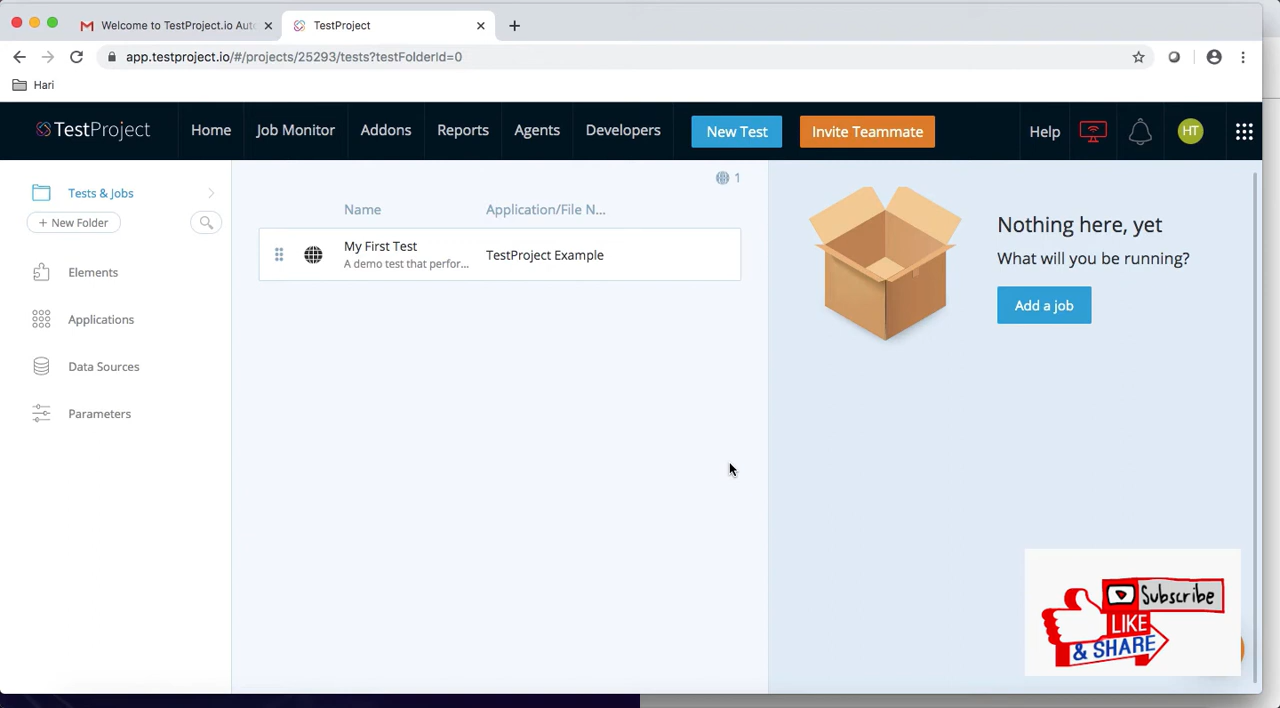 Welcome to TestProject.io Auto
TestProject
app.testproject.io/#/projects/25293/tests?testFolderId=0
Hari
TestProject
Home
Job Monitor
Addons
Reports
Agents
Developers
New Test
Invite Teammate
Help
HT
Tests & Jobs
+ New Folder
Elements
Applications
Data Sources
Parameters
1
Name
Application/File N...
My First Test
A demo test that perfor...
TestProject Example
Nothing here, yet
What will you be running?
Add a job
Subscribe
LIKE
& SHARE